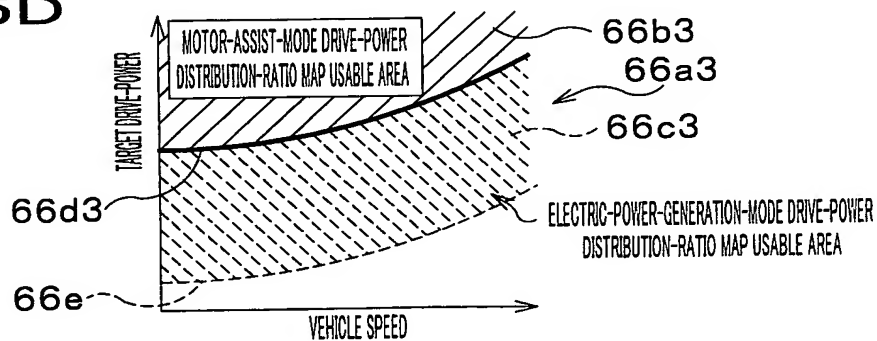 MOTOR-ASSIST-MODE DRIVE-POWER
DISTRIBUTION-RATIO MAP USABLE AREA
66b3
66a3
66c3
TARGET DRIVE-POWER
66d3
ELECTRIC-POWER-GENERATION-MODE DRIVE-POWER
DISTRIBUTION-RATIO MAP USABLE AREA
66e
VEHICLE SPEED